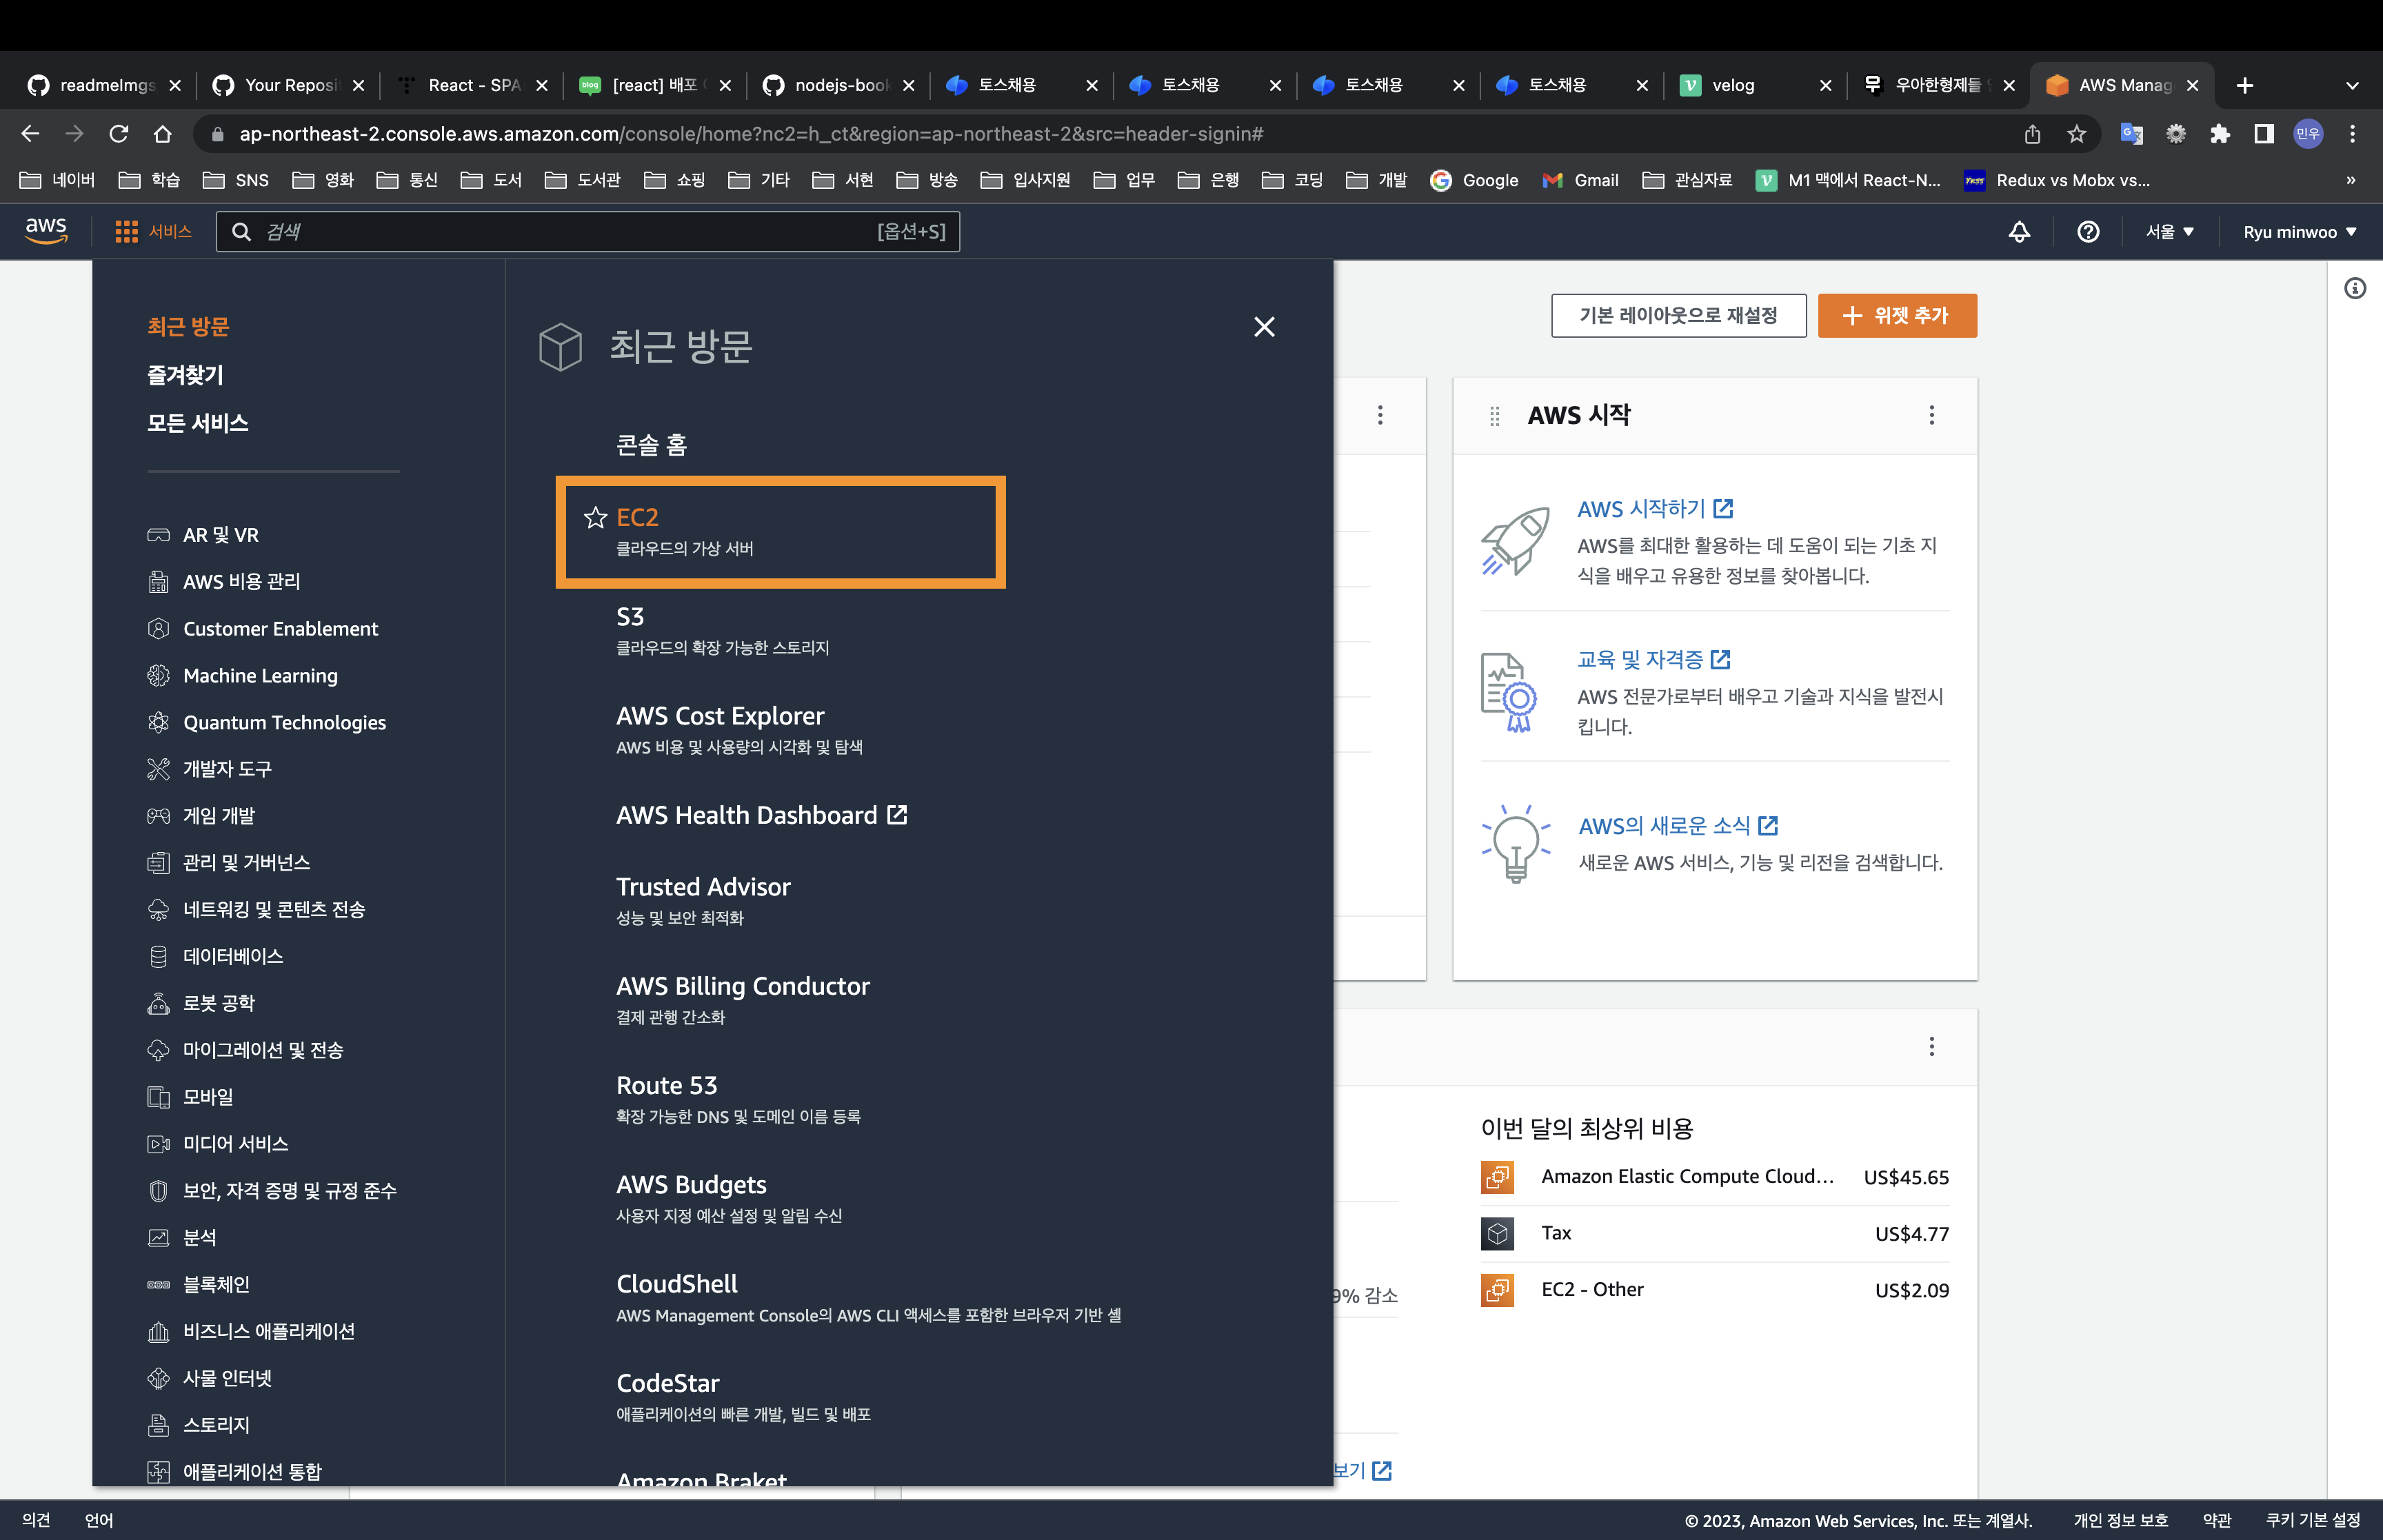 readmeImgs
Your Reposi
React - SPA
[react] 배포
nodejs-book
토스채용
토스채용
토스채용
토스채용
velog
우아한형제들
AWS Manag
ap-northeast-2.console.aws.amazon.com/console/home?nc2=h_ct&region=ap-northeast-2&src=header-signin#
민우
네이버
학습
SNS
영화
통신
도서
도서관
쇼핑
기타
서현
방송
입사지원
업무
은행
코딩
개발
Google
Gmail
관심자료
M1 맥에서 React-N...
Redux vs Mobx vs...
»
aws
서비스
검색
[옵션+S]
서울
Ryu minwoo
최근 방문
즐겨찾기
모든 서비스
AR 및 VR
AWS 비용 관리
Customer Enablement
Machine Learning
Quantum Technologies
개발자 도구
게임 개발
관리 및 거버넌스
네트워킹 및 콘텐츠 전송
데이터베이스
로봇 공학
마이그레이션 및 전송
모바일
미디어 서비스
보안, 자격 증명 및 규정 준수
분석
블록체인
비즈니스 애플리케이션
사물 인터넷
스토리지
애플리케이션 통합
최근 방문
콘솔 홈
EC2
클라우드의 가상 서버
S3
클라우드의 확장 가능한 스토리지
AWS Cost Explorer
AWS 비용 및 사용량의 시각화 및 탐색
AWS Health Dashboard
Trusted Advisor
성능 및 보안 최적화
AWS Billing Conductor
결제 관행 간소화
Route 53
확장 가능한 DNS 및 도메인 이름 등록
AWS Budgets
사용자 지정 예산 설정 및 알림 수신
CloudShell
AWS Management Console의 AWS CLI 액세스를 포함한 브라우저 기반 셸
CodeStar
애플리케이션의 빠른 개발, 빌드 및 배포
Amazon Braket
기본 레이아웃으로 재설정
위젯 추가
AWS 시작
AWS 시작하기
AWS를 최대한 활용하는 데 도움이 되는 기초 지
식을 배우고 유용한 정보를 찾아봅니다.
교육 및 자격증
AWS 전문가로부터 배우고 기술과 지식을 발전시
킵니다.
AWS의 새로운 소식
새로운 AWS 서비스, 기능 및 리전을 검색합니다.
이번 달의 최상위 비용
Amazon Elastic Compute Cloud... US$45.65
Tax US$4.77
EC2 - Other US$2.09
9% 감소
보기
의견
언어
© 2023, Amazon Web Services, Inc. 또는 계열사.
개인 정보 보호
약관
쿠키 기본 설정